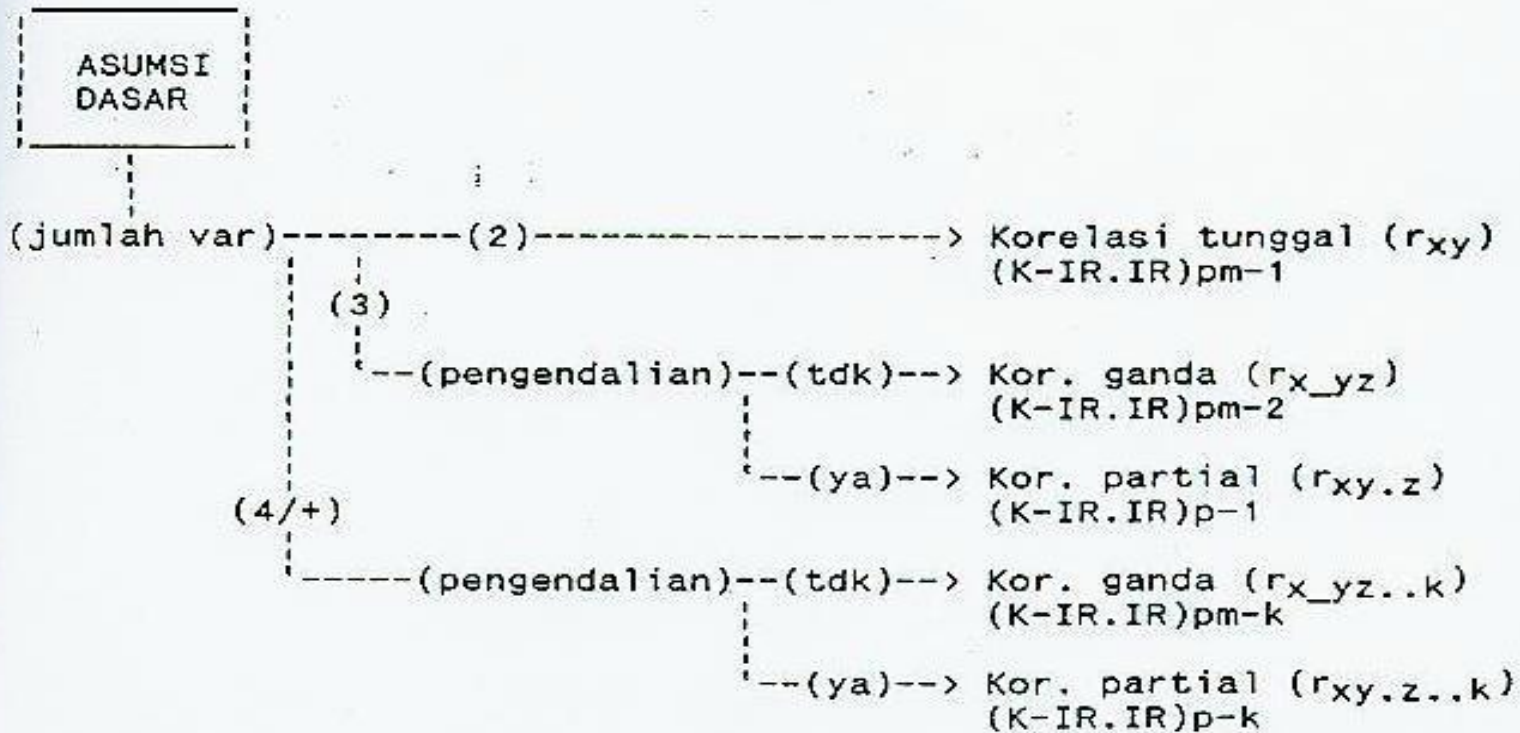 ASUMSI
DASAR
(jumlah var)--------(2)------------------> Korelasi tunggal (rxy)
(K-IR.IR)pm-1
(3)
--(pengendalian)--(tdk)--> Kor. ganda (rx_yz)
(K-IR.IR)pm-2
--(ya)--> Kor. partial (rxy.z)
(4/+)
(K-IR.IR)p-1
-----(pengendalian)--(tdk)--> Kor. ganda (rx_yz..k)
(K-IR.IR)pm-k
--(ya)--> Kor. partial (rxy.z..k)
(K-IR.IR)p-k